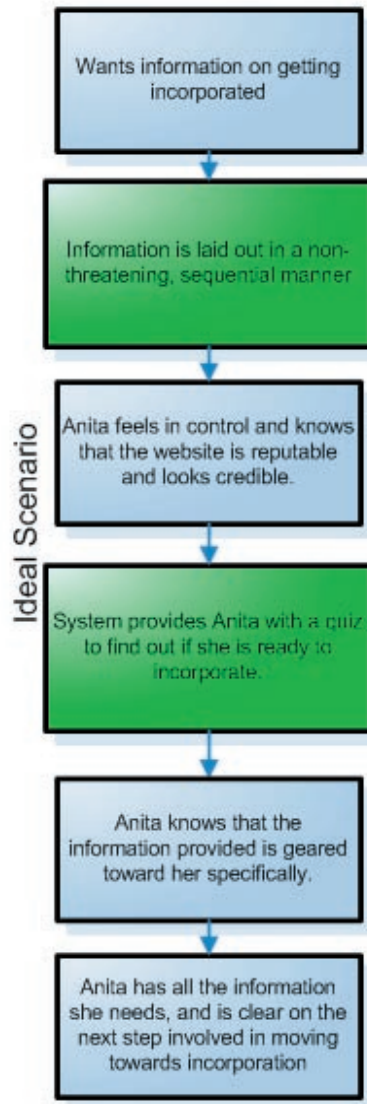 Wants information on getting
incorporated
Information is laid out in a non-
threatening, sequential manner
Ideal Scenario
Anita feels in control and knows
that the website is reputable
and looks credible.
System provides Anita with a quiz
to find out if she is ready to
incorporate.
Anita knows that the
information provided is geared
toward her specifically.
Anita has all the information
she needs, and is clear on the
next step involved in moving
towards incorporation